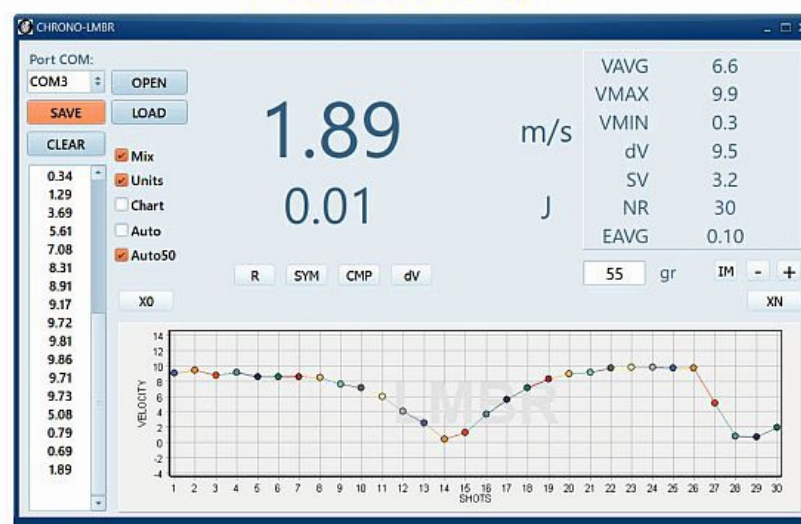 CHRONO-LMBR
Port COM:
COM3
OPEN
SAVE
LOAD
CLEAR
Mix
Units
Chart
Auto
Auto50
0.34
1.29
3.69
5.61
7.08
8.31
8.91
9.17
9.72
9.81
9.86
9.71
9.73
5.08
0.79
0.69
1.89
1.89 m/s
0.01 J
R SYM CMP dV
X0
VAVG 6.6
VMAX 9.9
VMIN 0.3
dV 9.5
SV 3.2
NR 30
EAVG 0.10
55 gr IM - +
XN
LMBR
VELOCITY
14
12
10
8
6
4
2
0
-2
-4
1 2 3 4 5 6 7 8 9 10 11 12 13 14 15 16 17 18 19 20 21 22 23 24 25 26 27 28 29 30
SHOTS